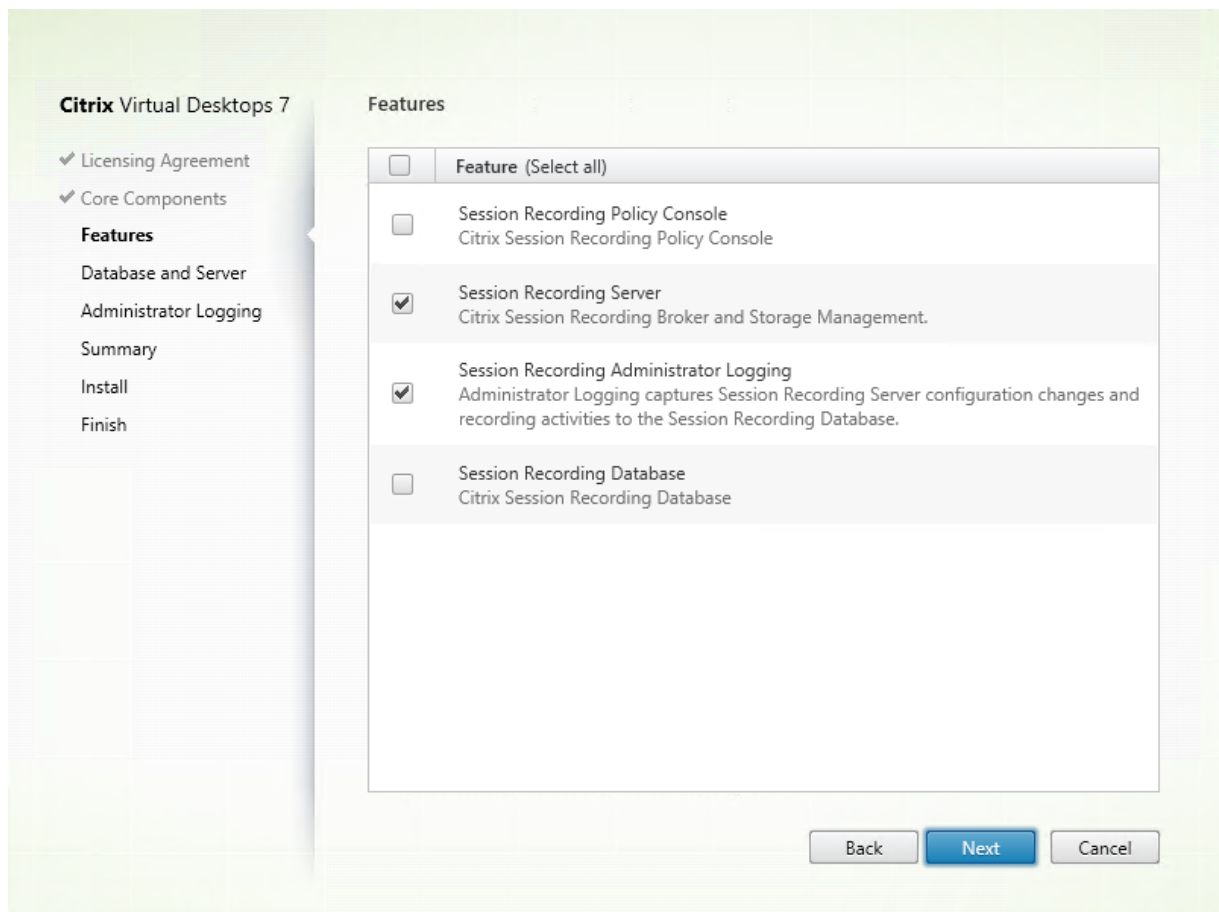 Citrix Virtual Desktops 7
Licensing Agreement
Core Components
Features
Database and Server
Administrator Logging
Summary
Install
Finish
Features
Feature (Select all)
Session Recording Policy Console
Citrix Session Recording Policy Console
Session Recording Server
Citrix Session Recording Broker and Storage Management.
Session Recording Administrator Logging
Administrator Logging captures Session Recording Server configuration changes and
recording activities to the Session Recording Database.
Session Recording Database
Citrix Session Recording Database
Back
Next
Cancel